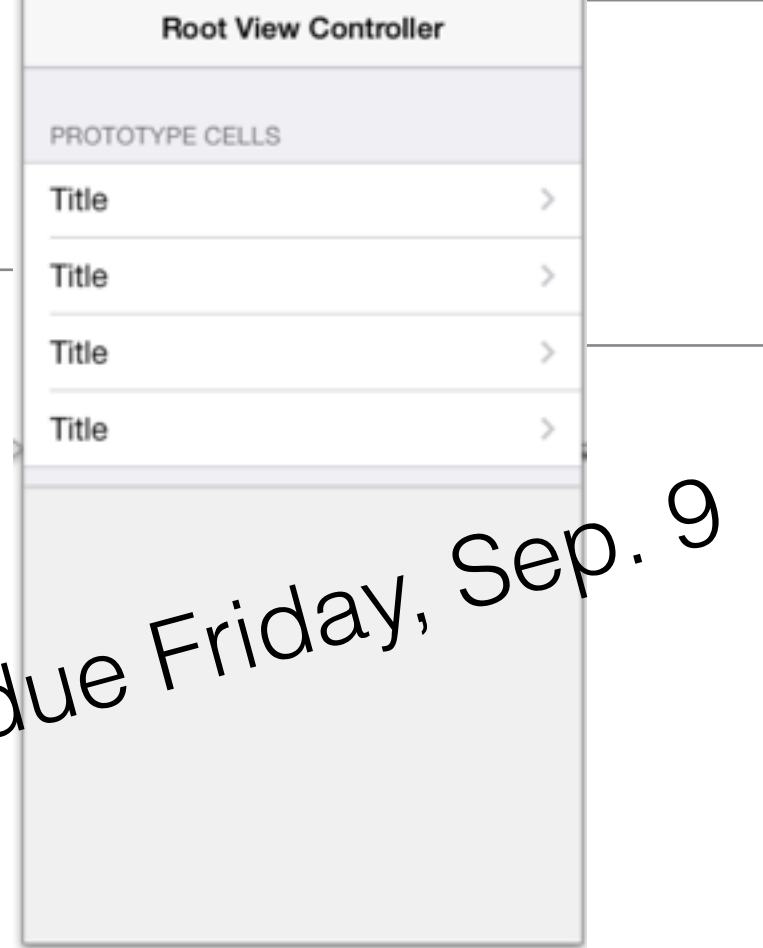 Root View Controller
PROTOTYPE CELLS
Title
Title
Title
Title
due Friday, Sep. 9